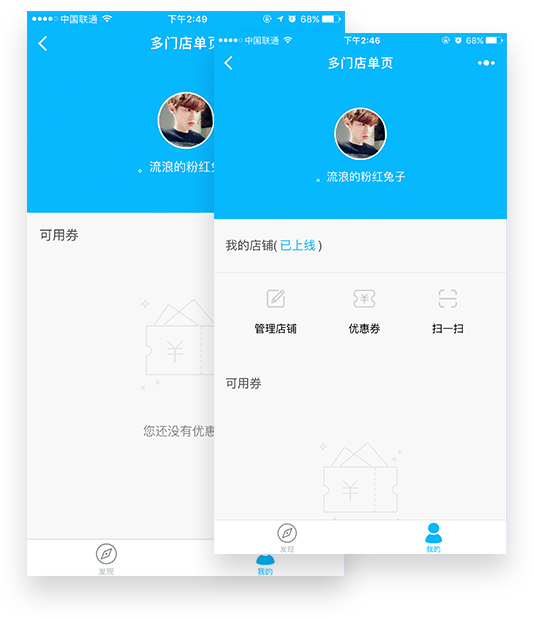 中国联通 下午2:49 68%
多门店单页
。流浪的粉红兔
可用券
¥
您还没有优惠
发现 我的
中国联通 下午2:46 68%
多门店单页
。流浪的粉红兔子
我的店铺( 已上线 )
管理店铺 优惠券 扫一扫
可用券
¥
发现 我的